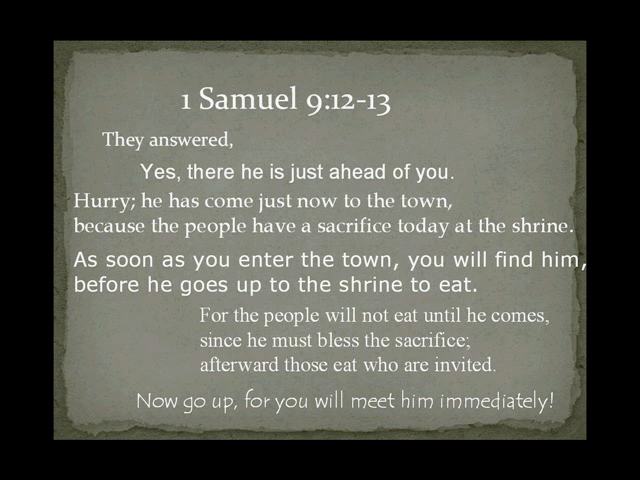 1 Samuel 9:12-13
They answered,
Yes, there he is just ahead of you.
Hurry; he has come just now to the town,
because the people have a sacrifice today at the shrine.
As soon as you enter the town, you will find him,
before he goes up to the shrine to eat.
For the people will not eat until he comes,
since he must bless the sacrifice;
afterward those eat who are invited.
Now go up, for you will meet him immediately!